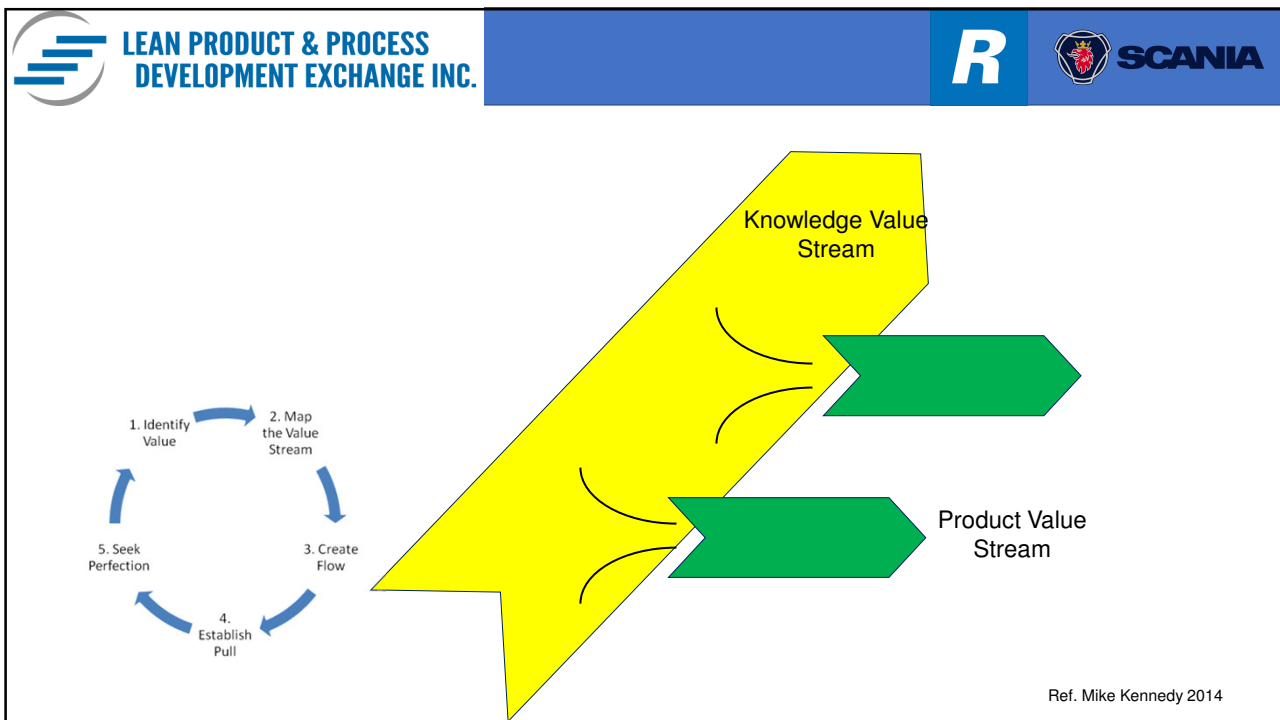 LEAN PRODUCT & PROCESS
DEVELOPMENT EXCHANGE INC.
R
SCANIA
Knowledge Value
Stream
1. Identify
Value
2. Map
the Value
Stream
3. Create
Flow
4.
Establish
Pull
5. Seek
Perfection
Product Value
Stream
Ref. Mike Kennedy 2014